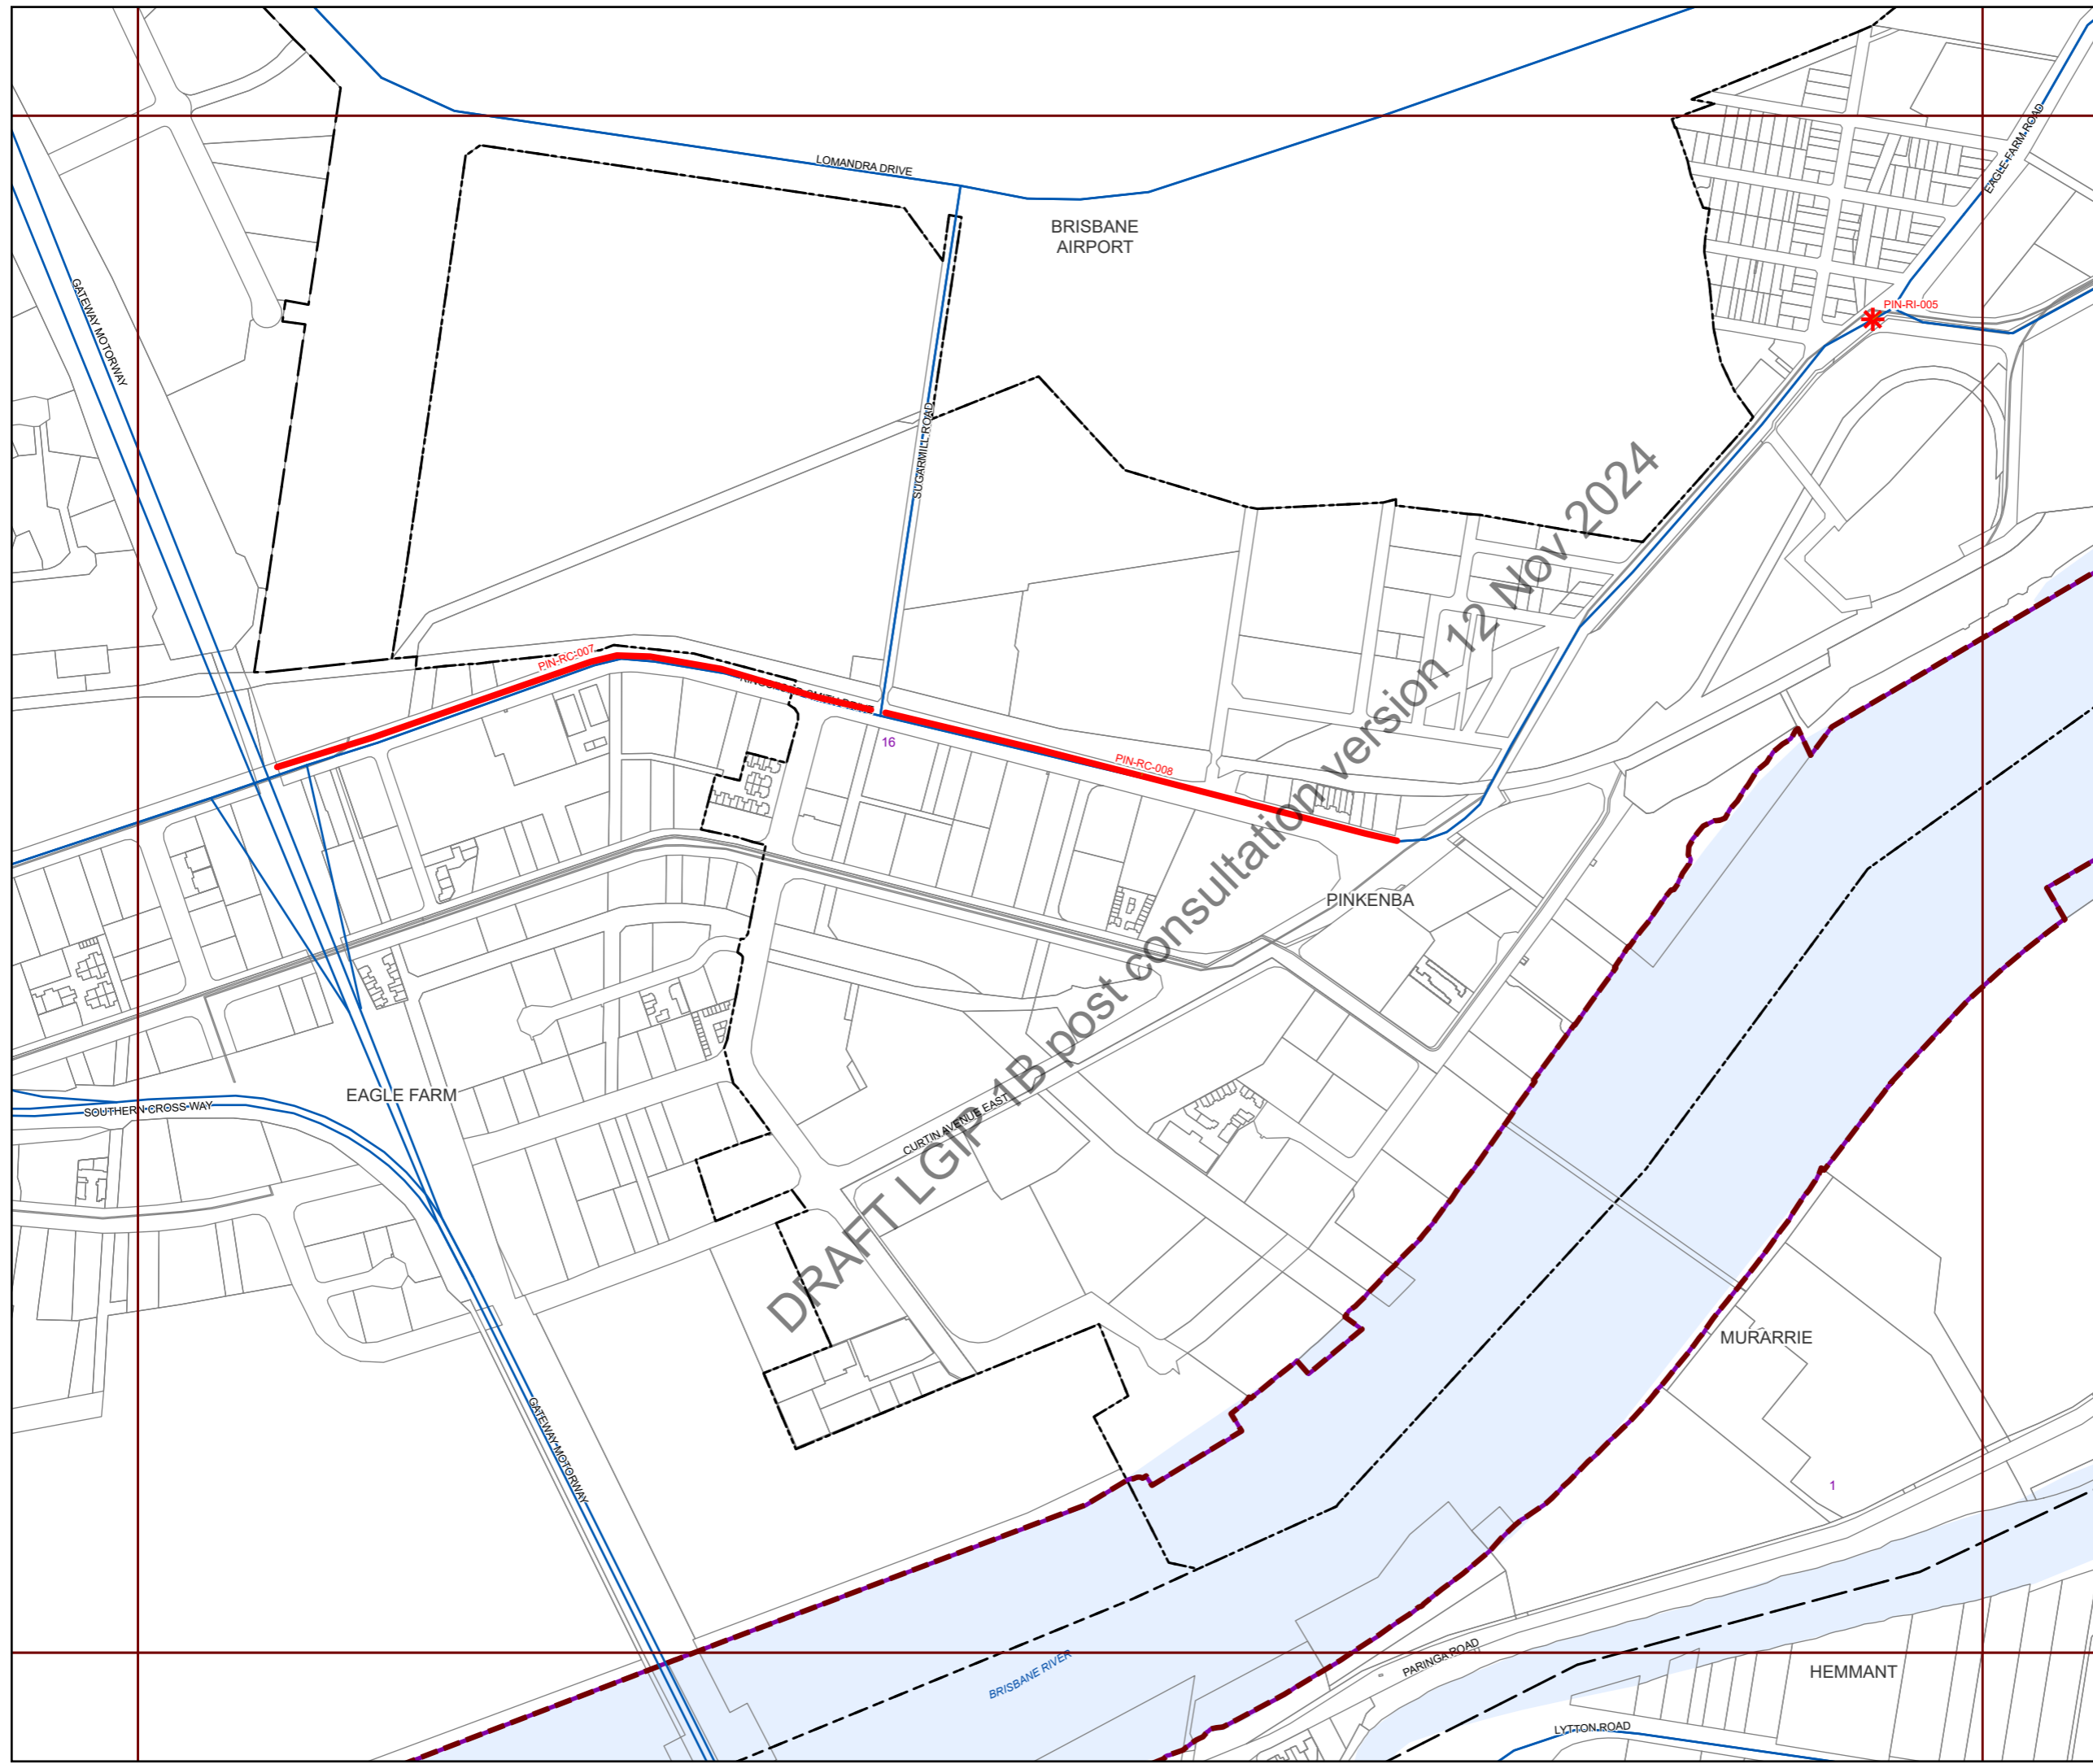 LOMANDRA DRIVE
BRISBANE
AIRPORT
EAGLE FARM ROAD
GATEWAY MOTORWAY
PIN-RI-005
SUGARMILL ROAD
PIN-RC-007
16
PIN-RC-008
PINKENBA
DRAFT LGIP 1B post consultation version 12 Nov 2024
EAGLE FARM
SOUTHERN CROSS WAY
CURTIN AVENUE EAST
MURARRIE
GATEWAY MOTORWAY
1
PARINGA ROAD
BRISBANE RIVER
HEMMANT
LYTTON ROAD